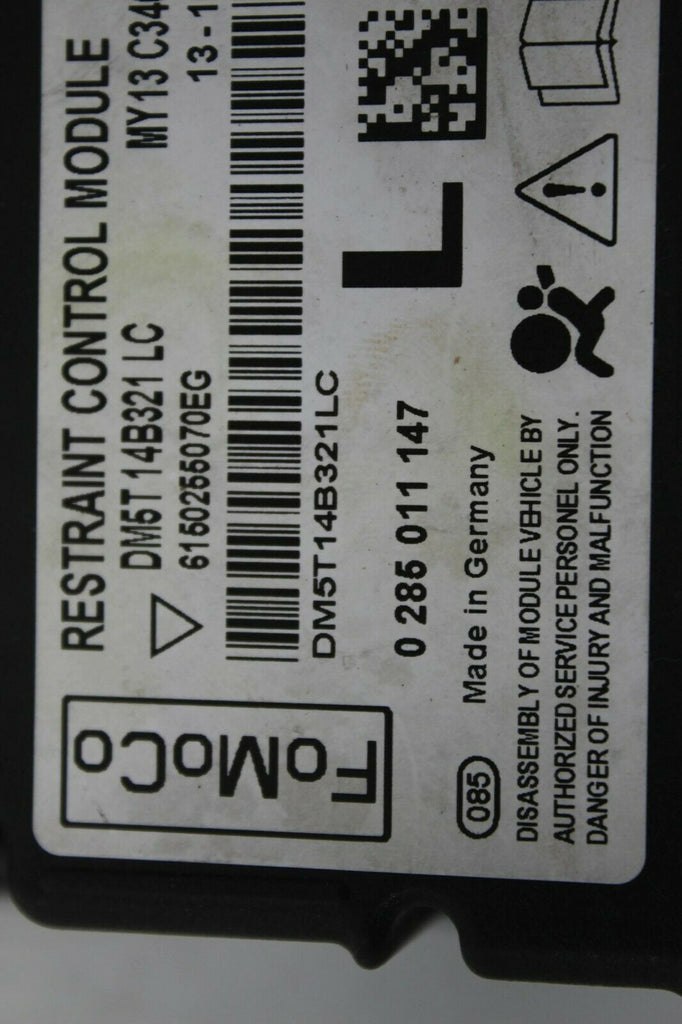 FoMoCo
RESTRAINT CONTROL MODULE
DM5T 14B321 LC MY13 C34
6150255070EG 13-1
DM5T14B321LC
L
0 285 011 147
085 Made in Germany
DISASSEMBLY OF MODULE VEHICLE BY
AUTHORIZED SERVICE PERSONEL ONLY.
DANGER OF INJURY AND MALFUNCTION